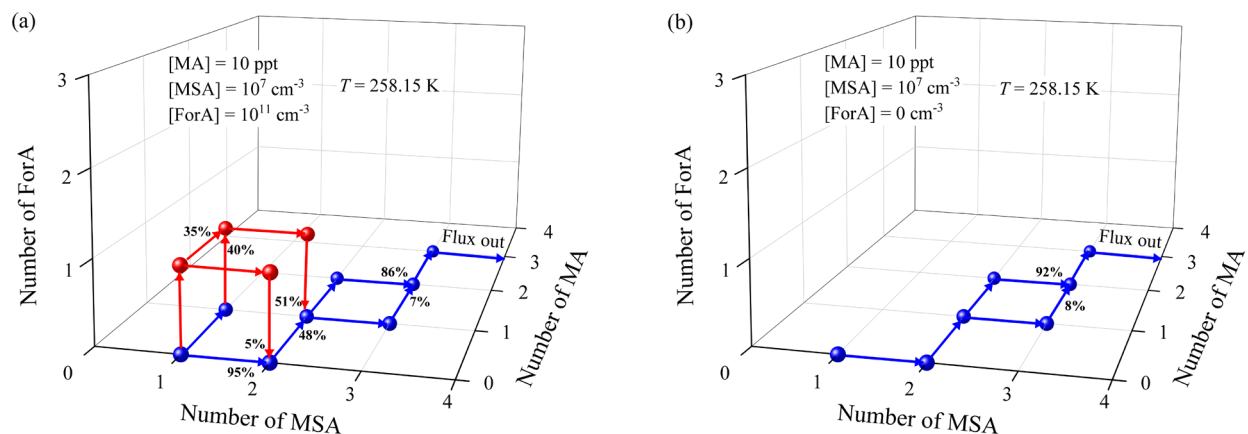 (a)
[MA] = 10 ppt
[MSA] = 10⁷ cm⁻³
[ForA] = 10¹¹ cm⁻³
T = 258.15 K
Number of ForA
3
2
1
0
1
2
3
4
Number of MSA
0
1
2
3
4
Number of MA
35%
40%
51%
48%
5%
95%
86%
7%
Flux out
(b)
[MA] = 10 ppt
[MSA] = 10⁷ cm⁻³
[ForA] = 0 cm⁻³
T = 258.15 K
Number of ForA
3
2
1
0
1
2
3
4
Number of MSA
0
1
2
3
4
Number of MA
92%
8%
Flux out